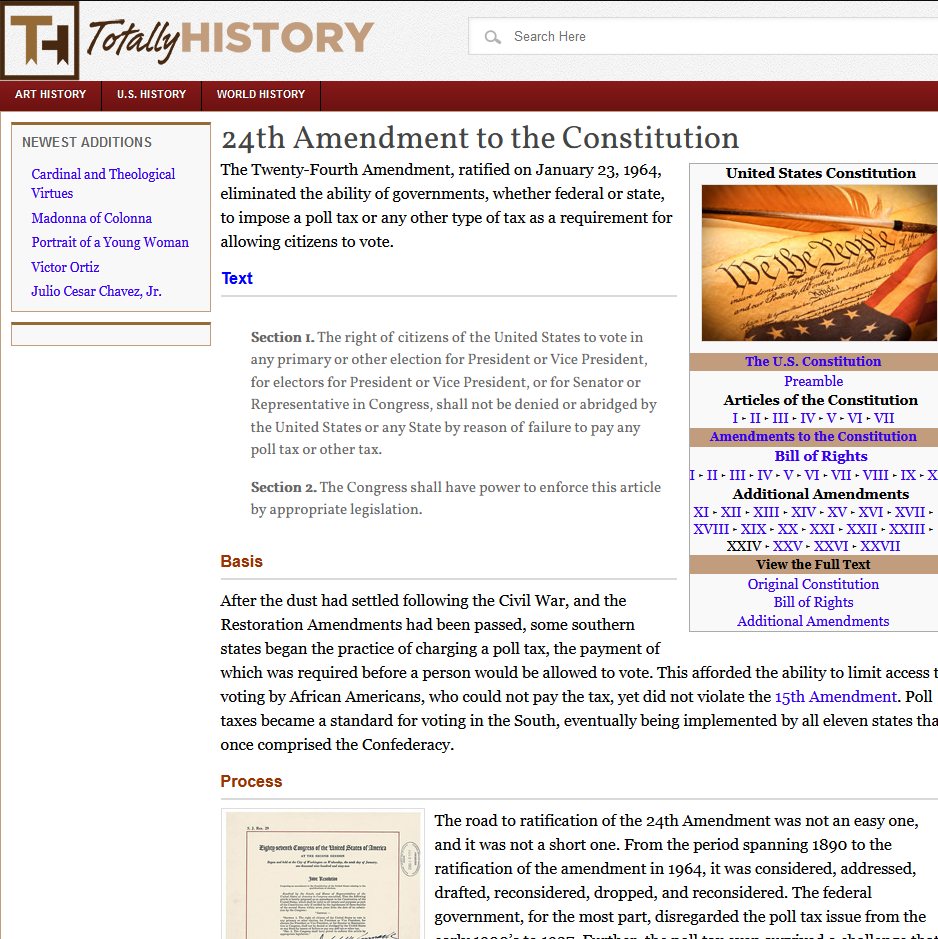 TH Totally HISTORY
Search Here
ART HISTORY U.S. HISTORY WORLD HISTORY
NEWEST ADDITIONS
Cardinal and Theological
Virtues
Madonna of Colonna
Portrait of a Young Woman
Victor Ortiz
Julio Cesar Chavez, Jr.
24th Amendment to the Constitution
The Twenty-Fourth Amendment, ratified on January 23, 1964,
eliminated the ability of governments, whether federal or state,
to impose a poll tax or any other type of tax as a requirement for
allowing citizens to vote.
Text
Section 1. The right of citizens of the United States to vote in
any primary or other election for President or Vice President,
for electors for President or Vice President, or for Senator or
Representative in Congress, shall not be denied or abridged by
the United States or any State by reason of failure to pay any
poll tax or other tax.
Section 2. The Congress shall have power to enforce this article
by appropriate legislation.
United States Constitution
We the People
The U.S. Constitution
Preamble
Articles of the Constitution
I ▸ II ▸ III ▸ IV ▸ V ▸ VI ▸ VII
Amendments to the Constitution
Bill of Rights
I ▸ II ▸ III ▸ IV ▸ V ▸ VI ▸ VII ▸ VIII ▸ IX ▸ X
Additional Amendments
XI ▸ XII ▸ XIII ▸ XIV ▸ XV ▸ XVI ▸ XVII ▸
XVIII ▸ XIX ▸ XX ▸ XXI ▸ XXII ▸ XXIII ▸
XXIV ▸ XXV ▸ XXVI ▸ XXVII
View the Full Text
Original Constitution
Bill of Rights
Additional Amendments
Basis
After the dust had settled following the Civil War, and the
Restoration Amendments had been passed, some southern
states began the practice of charging a poll tax, the payment of
which was required before a person would be allowed to vote. This afforded the ability to limit access t
voting by African Americans, who could not pay the tax, yet did not violate the 15th Amendment. Poll
taxes became a standard for voting in the South, eventually being implemented by all eleven states tha
once comprised the Confederacy.
Process
Eighty-seventh Congress of the United States of America
AT THE SECOND SESSION
Joint Resolution
The road to ratification of the 24th Amendment was not an easy one,
and it was not a short one. From the period spanning 1890 to the
ratification of the amendment in 1964, it was considered, addressed,
drafted, reconsidered, dropped, and reconsidered. The federal
government, for the most part, disregarded the poll tax issue from the